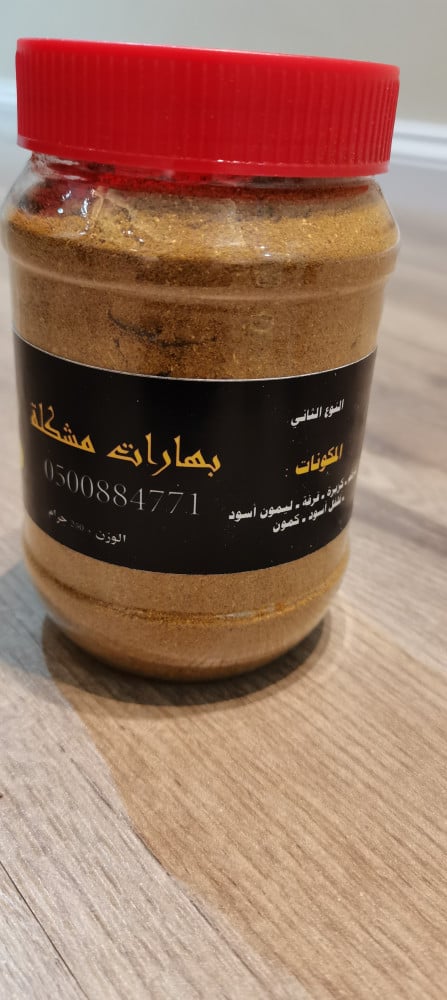 بهارات مشكلة
0500884771
الوزن - 250 جرام
النوع الثاني
المكونات
كزبرة - قرفة - ليمون أسود
- فلفل أسود - كمون